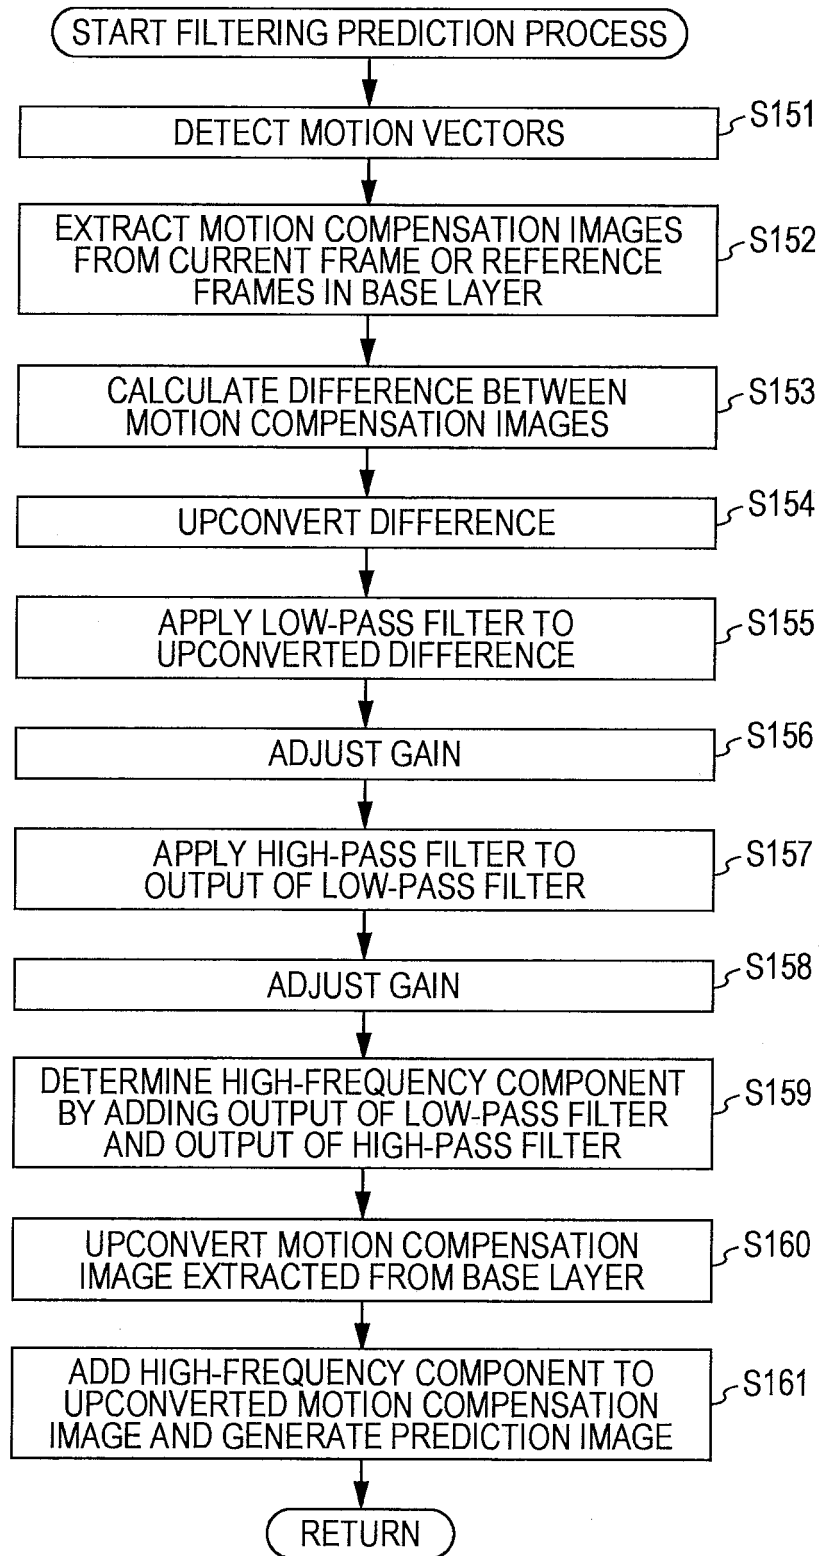 START FILTERING PREDICTION PROCESS
S151
DETECT MOTION VECTORS
EXTRACT MOTION COMPENSATION IMAGES
FROM CURRENT FRAME OR REFERENCE
FRAMES IN BASE LAYER
S152
CALCULATE DIFFERENCE BETWEEN
MOTION COMPENSATION IMAGES
S153
UPCONVERT DIFFERENCE
S154
APPLY LOW-PASS FILTER TO
UPCONVERTED DIFFERENCE
S155
ADJUST GAIN
S156
APPLY HIGH-PASS FILTER TO
OUTPUT OF LOW-PASS FILTER
S157
ADJUST GAIN
S158
DETERMINE HIGH-FREQUENCY COMPONENT
BY ADDING OUTPUT OF LOW-PASS FILTER
AND OUTPUT OF HIGH-PASS FILTER
S159
UPCONVERT MOTION COMPENSATION
IMAGE EXTRACTED FROM BASE LAYER
S160
ADD HIGH-FREQUENCY COMPONENT TO
UPCONVERTED MOTION COMPENSATION
IMAGE AND GENERATE PREDICTION IMAGE
S161
RETURN